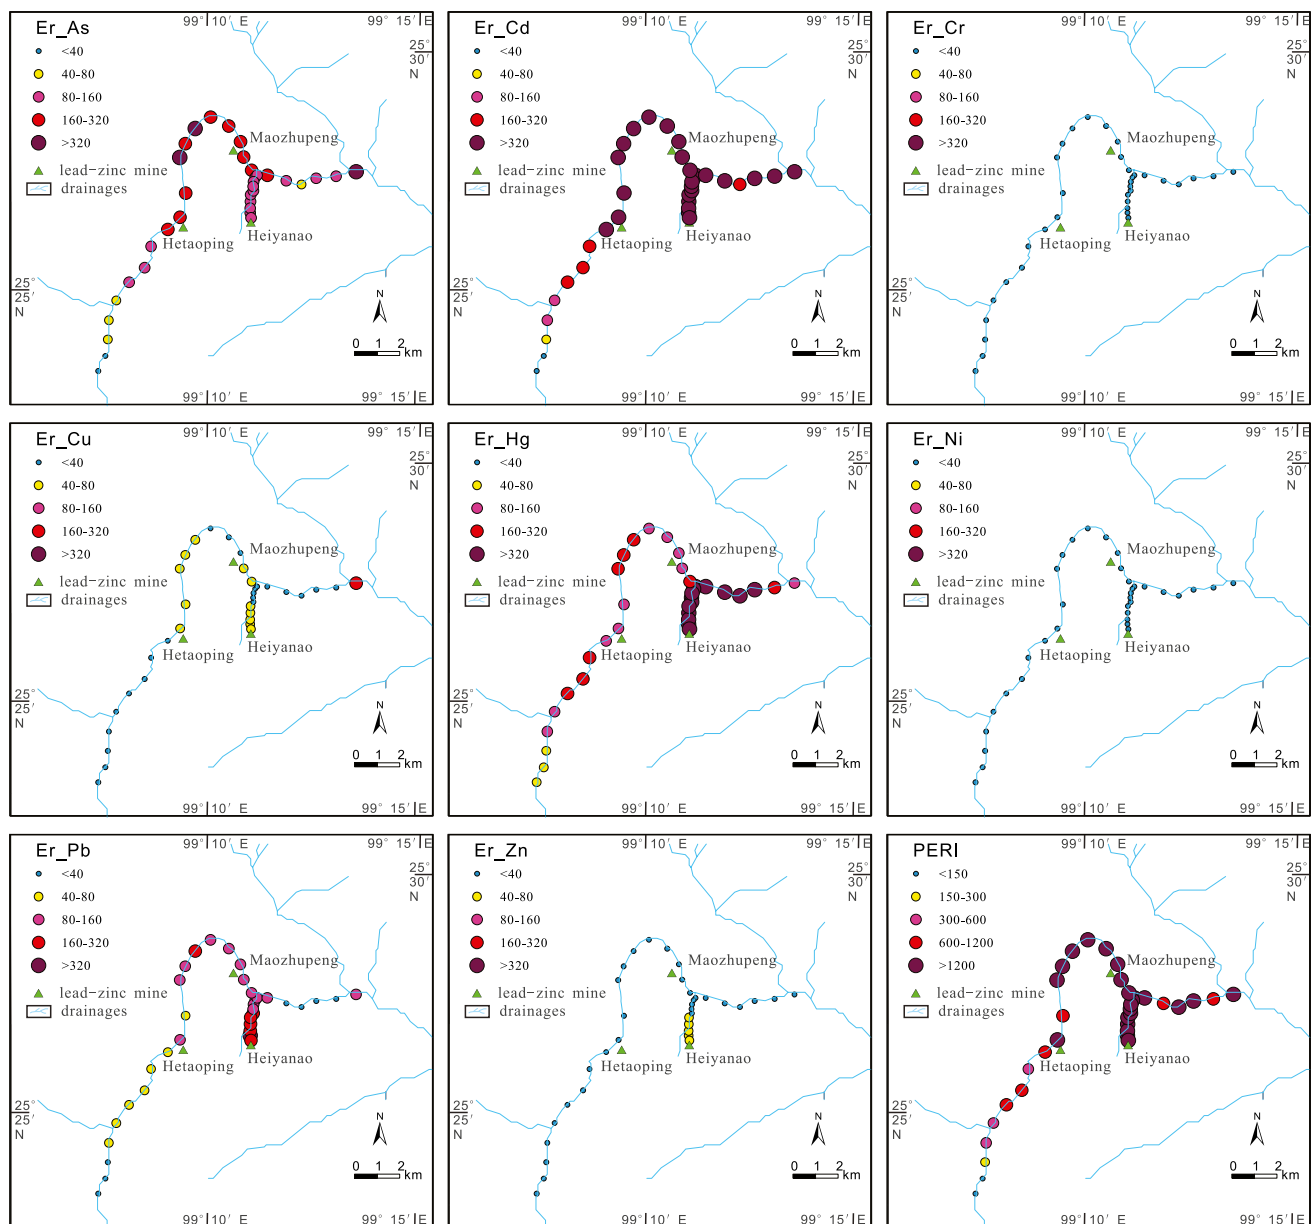 Er_As
99° 10′ E
99° 15′ E
<40
40-80
80-160
160-320
>320
lead-zinc mine
drainages
25°
30′
N
Maozhupeng
Hetaoping
Heiyanao
25°
25′
N
N
0 1 2
km
99° 10′ E
99° 15′ E
Er_Cd
99° 10′ E
99° 15′ E
<40
40-80
80-160
160-320
>320
lead-zinc mine
drainages
25°
30′
N
Maozhupeng
Hetaoping
Heiyanao
25°
25′
N
N
0 1 2
km
99° 10′ E
99° 15′ E
Er_Cr
99° 10′ E
99° 15′ E
<40
40-80
80-160
160-320
>320
lead-zinc mine
drainages
25°
30′
N
Maozhupeng
Hetaoping
Heiyanao
25°
25′
N
N
0 1 2
km
99° 10′ E
99° 15′ E
Er_Cu
99° 10′ E
99° 15′ E
<40
40-80
80-160
160-320
>320
lead-zinc mine
drainages
25°
30′
N
Maozhupeng
Hetaoping
Heiyanao
25°
25′
N
N
0 1 2
km
99° 10′ E
99° 15′ E
Er_Hg
99° 10′ E
99° 15′ E
<40
40-80
80-160
160-320
>320
lead-zinc mine
drainages
25°
30′
N
Maozhupeng
Hetaoping
Heiyanao
25°
25′
N
N
0 1 2
km
99° 10′ E
99° 15′ E
Er_Ni
99° 10′ E
99° 15′ E
<40
40-80
80-160
160-320
>320
lead-zinc mine
drainages
25°
30′
N
Maozhupeng
Hetaoping
Heiyanao
25°
25′
N
N
0 1 2
km
99° 10′ E
99° 15′ E
Er_Pb
99° 10′ E
99° 15′ E
<40
40-80
80-160
160-320
>320
lead-zinc mine
drainages
25°
30′
N
Maozhupeng
Hetaoping
Heiyanao
25°
25′
N
N
0 1 2
km
99° 10′ E
99° 15′ E
Er_Zn
99° 10′ E
99° 15′ E
<40
40-80
80-160
160-320
>320
lead-zinc mine
drainages
25°
30′
N
Maozhupeng
Hetaoping
Heiyanao
25°
25′
N
N
0 1 2
km
99° 10′ E
99° 15′ E
PERI
99° 10′ E
99° 15′ E
<150
150-300
300-600
600-1200
>1200
lead-zinc mine
drainages
25°
30′
N
Maozhupeng
Hetaoping
Heiyanao
25°
25′
N
N
0 1 2
km
99° 10′ E
99° 15′ E